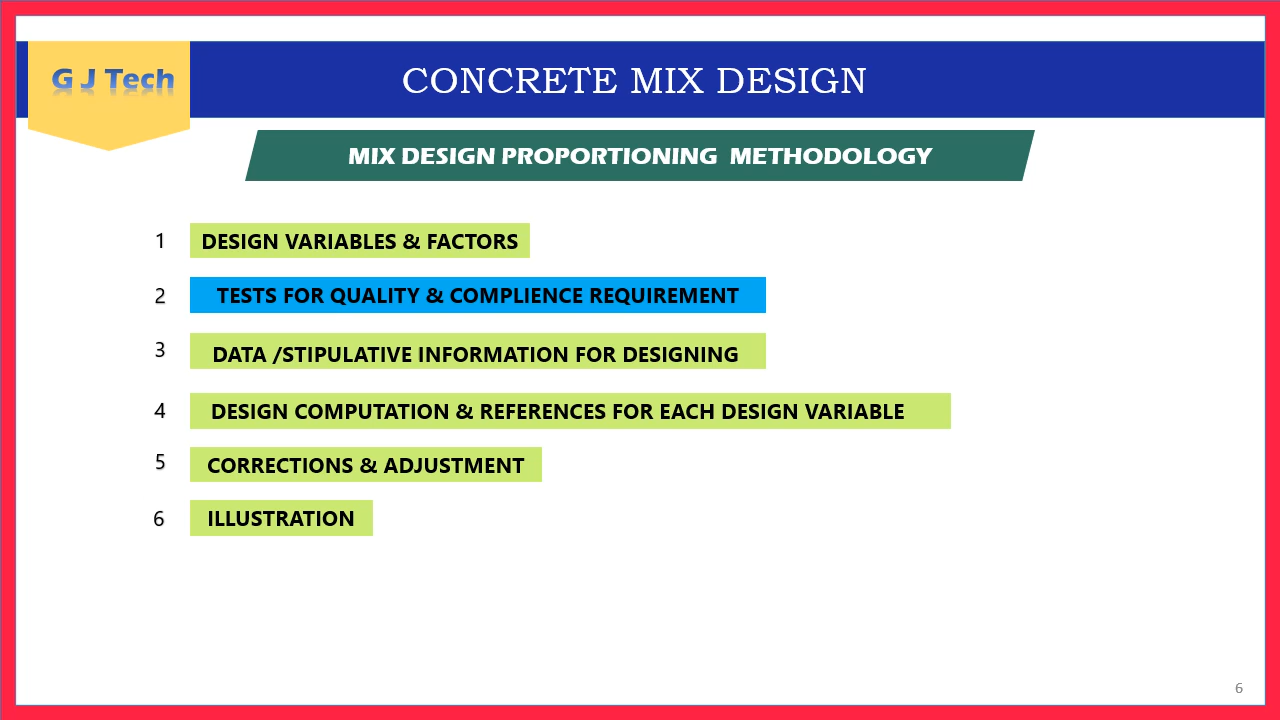 G J Tech
CONCRETE MIX DESIGN
MIX DESIGN PROPORTIONING METHODOLOGY
1 DESIGN VARIABLES & FACTORS
2 TESTS FOR QUALITY & COMPLIENCE REQUIREMENT
3 DATA /STIPULATIVE INFORMATION FOR DESIGNING
4 DESIGN COMPUTATION & REFERENCES FOR EACH DESIGN VARIABLE
5 CORRECTIONS & ADJUSTMENT
6 ILLUSTRATION
6